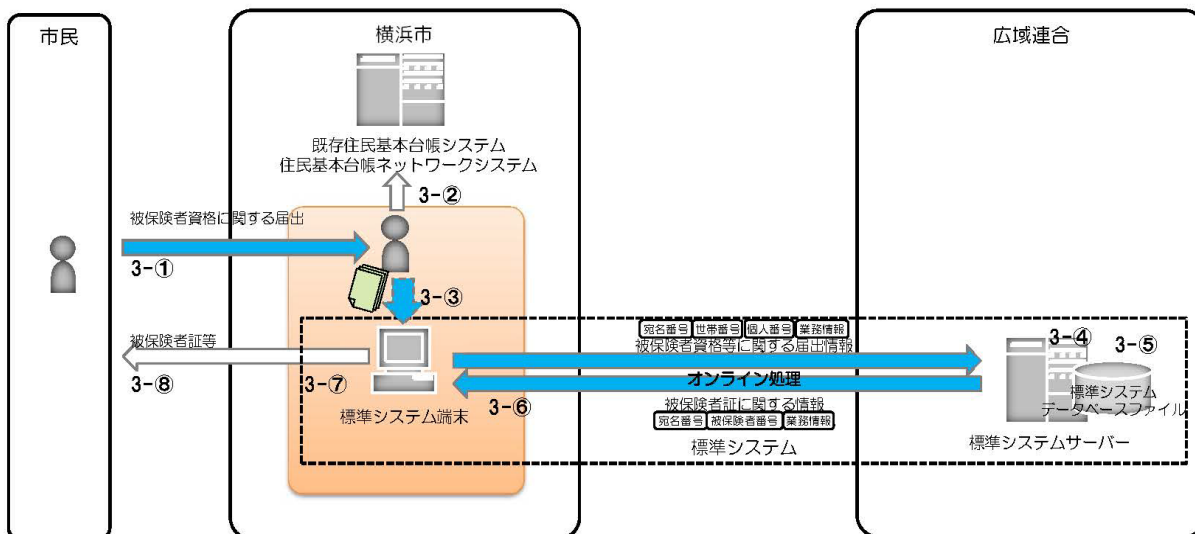 市民
横浜市
広域連合
既存住民基本台帳システム
住民基本台帳ネットワークシステム
3-②
被保険者資格に関する届出
3-①
3-③
宛名番号 世帯番号 個人番号 業務情報
被保険者資格等に関する届出情報
3-④
3-⑤
被保険者証等
3-⑧
3-⑦
オンライン処理
3-⑥
標準システム端末
被保険者証に関する情報
宛名番号 被保険者番号 業務情報
標準システム
標準システム
データベースファイル
標準システムサーバー